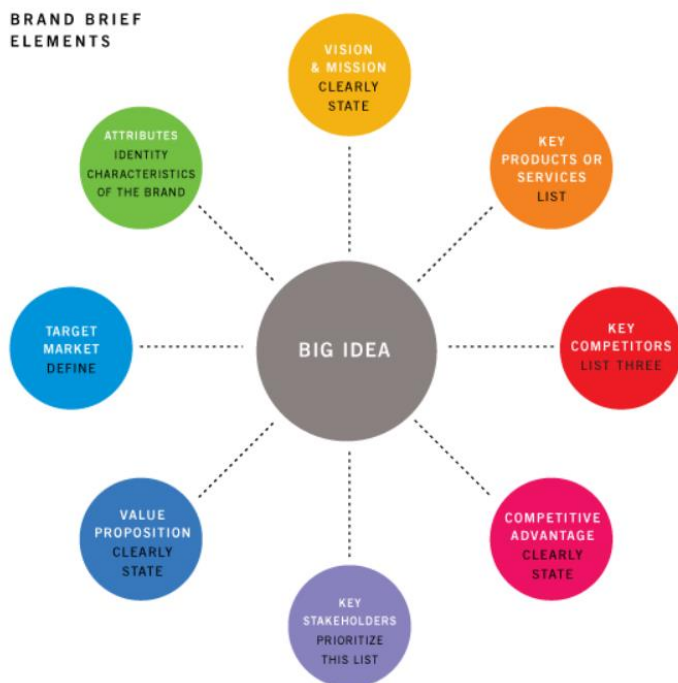 BRAND BRIEF
ELEMENTS
VISION
& MISSION
CLEARLY
STATE
ATTRIBUTES
IDENTITY
CHARACTERISTICS
OF THE BRAND
KEY
PRODUCTS OR
SERVICES
LIST
TARGET
MARKET
DEFINE
BIG IDEA
KEY
COMPETITORS
LIST THREE
VALUE
PROPOSITION
CLEARLY
STATE
COMPETITIVE
ADVANTAGE
CLEARLY
STATE
KEY
STAKEHOLDERS
PRIORITIZE
THIS LIST